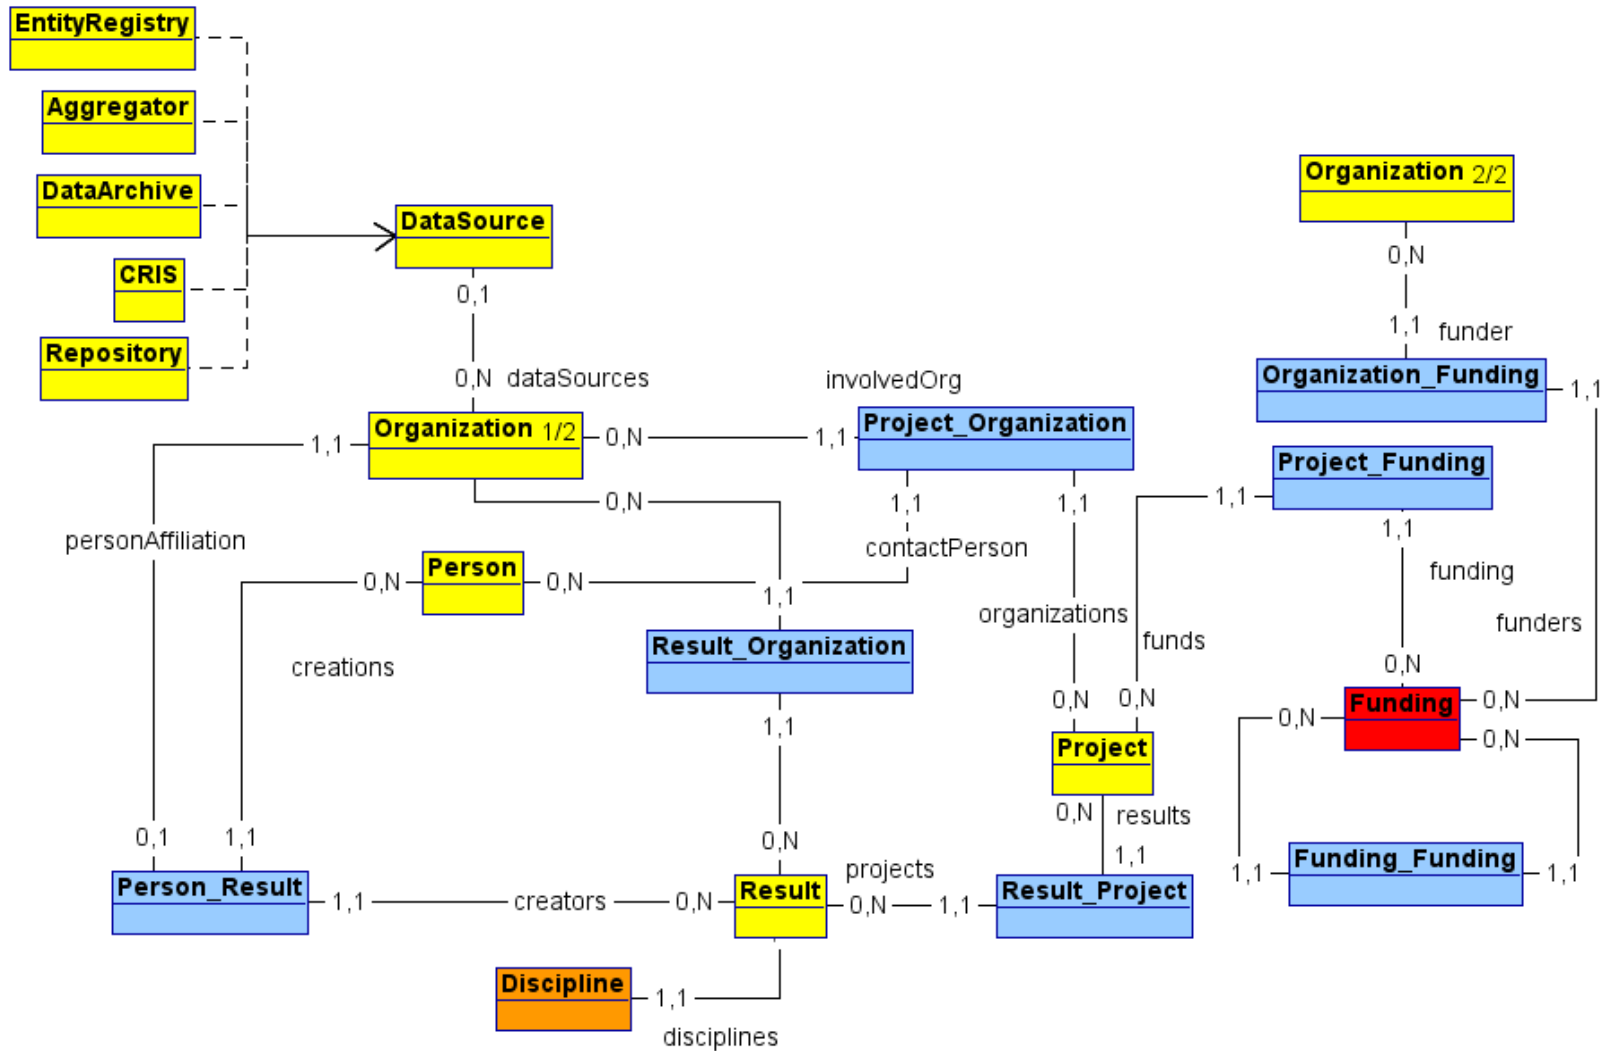 EntityRegistry
Aggregator
DataArchive
CRIS
Repository
DataSource
0,1
0,N dataSources
Organization 1/2
1,1
0,N
1,1
involvedOrg
Project_Organization
0,N
1,1
1,1
contactPerson
personAffiliation
0,N
Person
0,N
1,1
creations
Result_Organization
1,1
organizations
0,N
0,N
funds
Project
0,N
results
1,1
0,1
1,1
Person_Result
1,1
creators
0,N
0,N
Result
projects
0,N
1,1
Result_Project
Discipline
1,1
disciplines
Organization 2/2
0,N
1,1 funder
Organization_Funding
1,1
Project_Funding
1,1
1,1
funding
funders
0,N
Funding
0,N
0,N
0,N
Funding_Funding
1,1
1,1